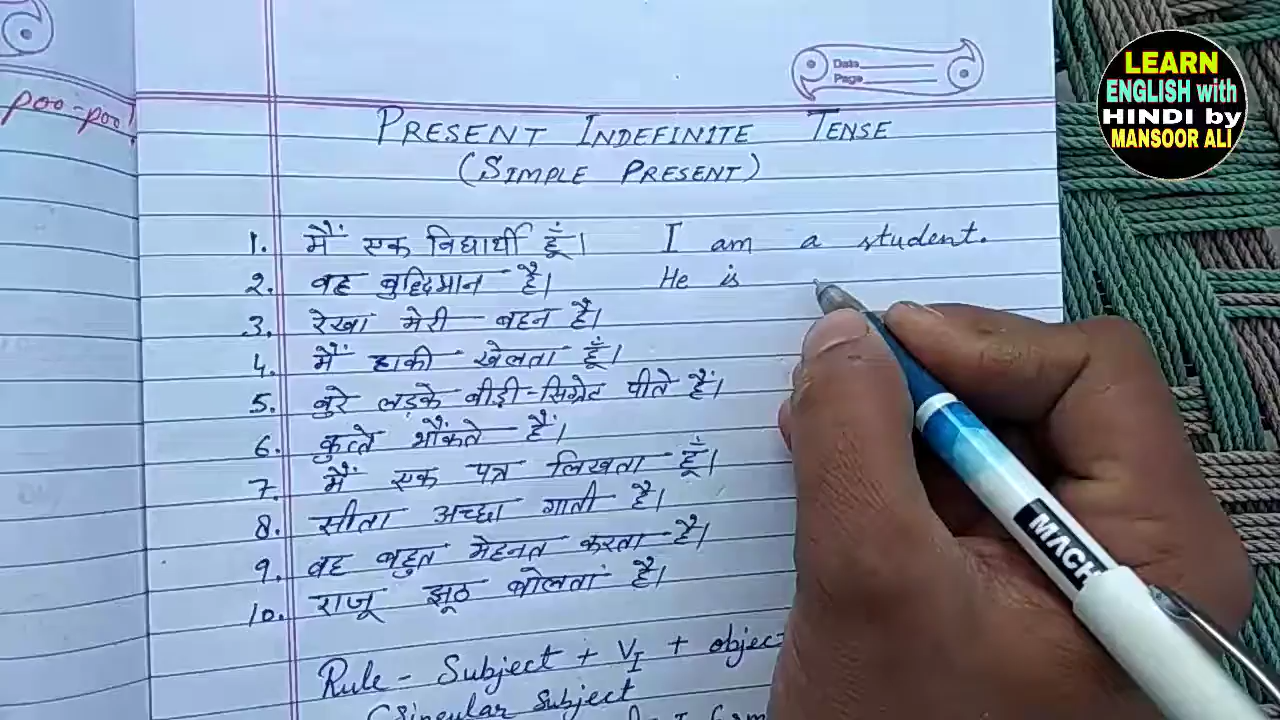 poo-poo
Date
Page
LEARN
ENGLISH with
HINDI by
MANSOOR ALI
PRESENT INDEFINITE TENSE
(SIMPLE PRESENT)
1. मैं एक विद्यार्थी हूँ। I am a student.
2. वह बुद्धिमान है। He is
3. रेखा मेरी बहन है।
4. मैं हाकी खेलता हूँ।
5. बुरे लड़के बीड़ी-सिग्रेट पीते हैं।
6. कुत्ते भौंकते हैं।
7. मैं एक पत्र लिखता हूँ।
8. सीता अच्छा गाती है।
9. वह बहुत मेहनत करता है।
10. राजू झूठ बोलता है।
Rule - Subject + V_I + objec
(Singular Subject
MACH